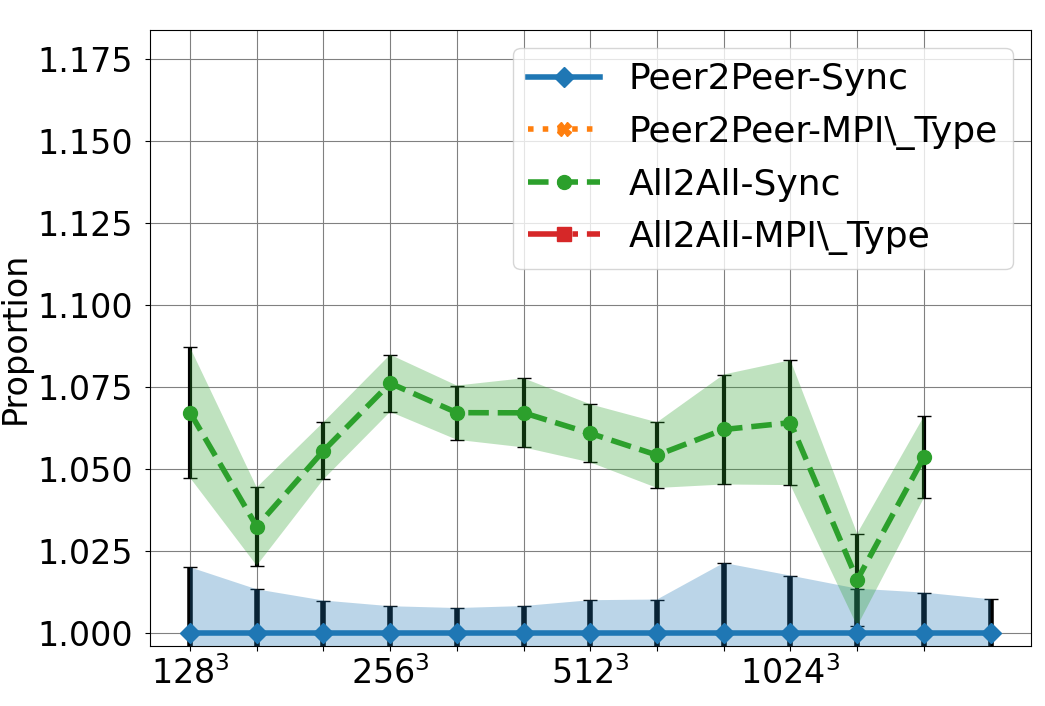 1.175
1.150
1.125
1.100
1.075
1.050
1.025
1.000
Proportion
Peer2Peer-Sync
Peer2Peer-MPI\_Type
All2All-Sync
All2All-MPI\_Type
128³ 256³ 512³ 1024³